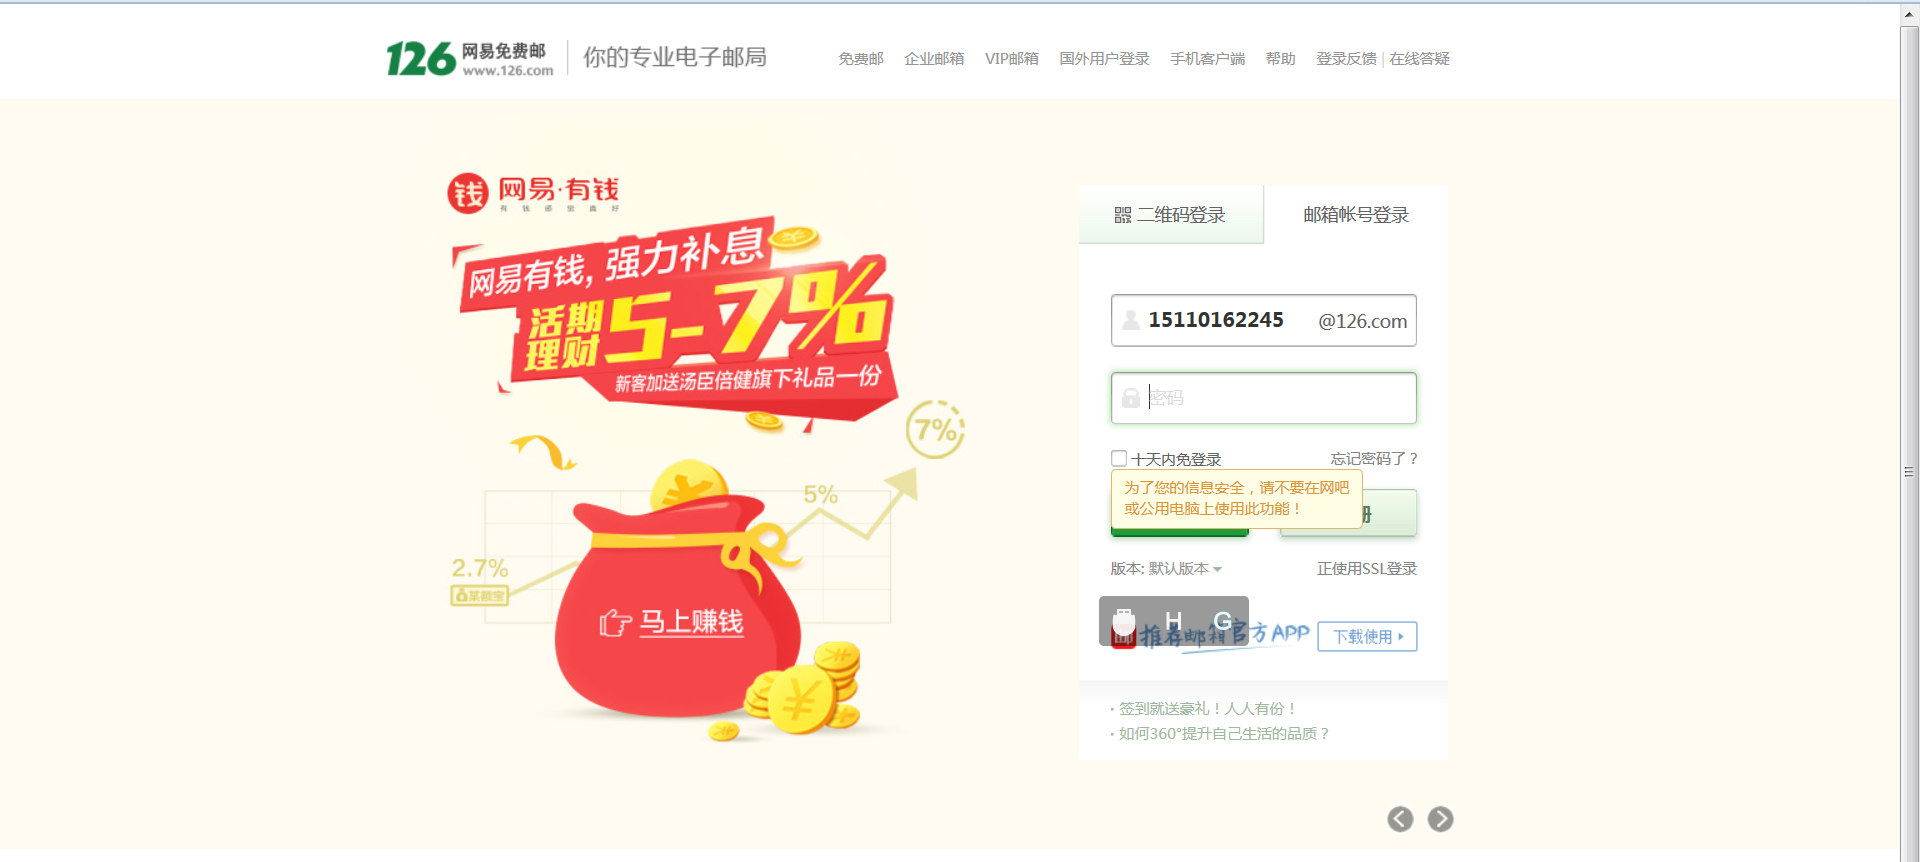 126 网易免费邮
www.126.com
你的专业电子邮局
免费邮 企业邮箱 VIP邮箱 国外用户登录 手机客户端 帮助 登录反馈 | 在线答疑
钱 网易·有钱
网易有钱, 强力补息
活期理财 5-7%
新客加送汤臣倍健旗下礼品一份
7%
5%
2.7%
某额宝
马上赚钱
二维码登录 邮箱帐号登录
15110162245 @126.com
密码
十天内免登录 忘记密码了？
为了您的信息安全，请不要在网吧
或公用电脑上使用此功能！
册
版本: 默认版本 正使用SSL登录
H G
推荐邮箱官方APP 下载使用
· 签到就送豪礼！人人有份！
· 如何360°提升自己生活的品质？